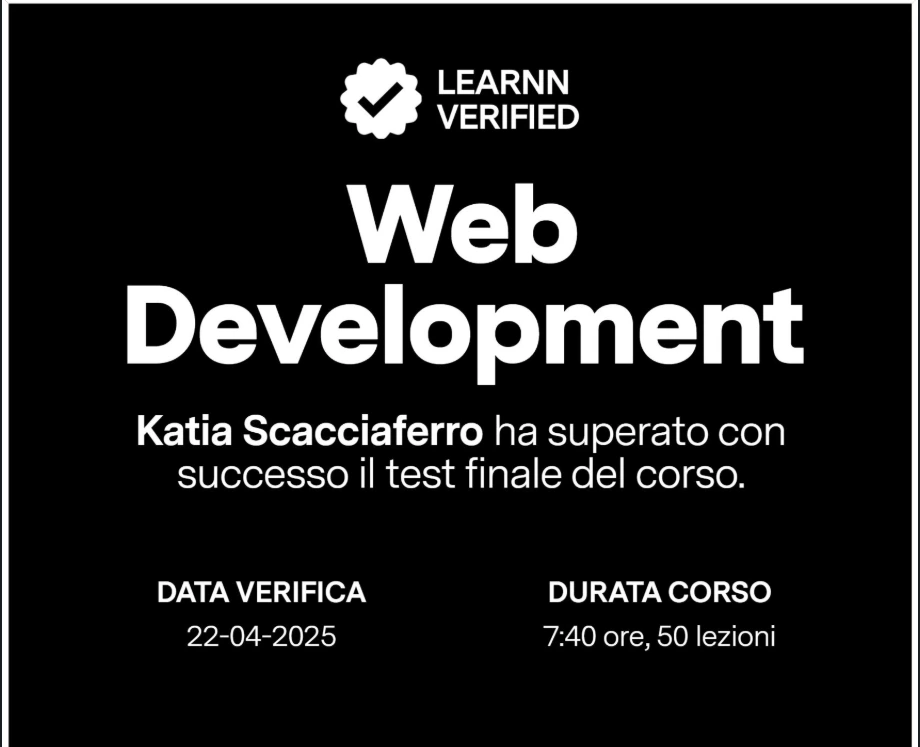 LEARNN
VERIFIED
Web
Development
Katia Scacciaferro ha superato con
successo il test finale del corso.
DATA VERIFICA
22-04-2025
DURATA CORSO
7:40 ore, 50 lezioni